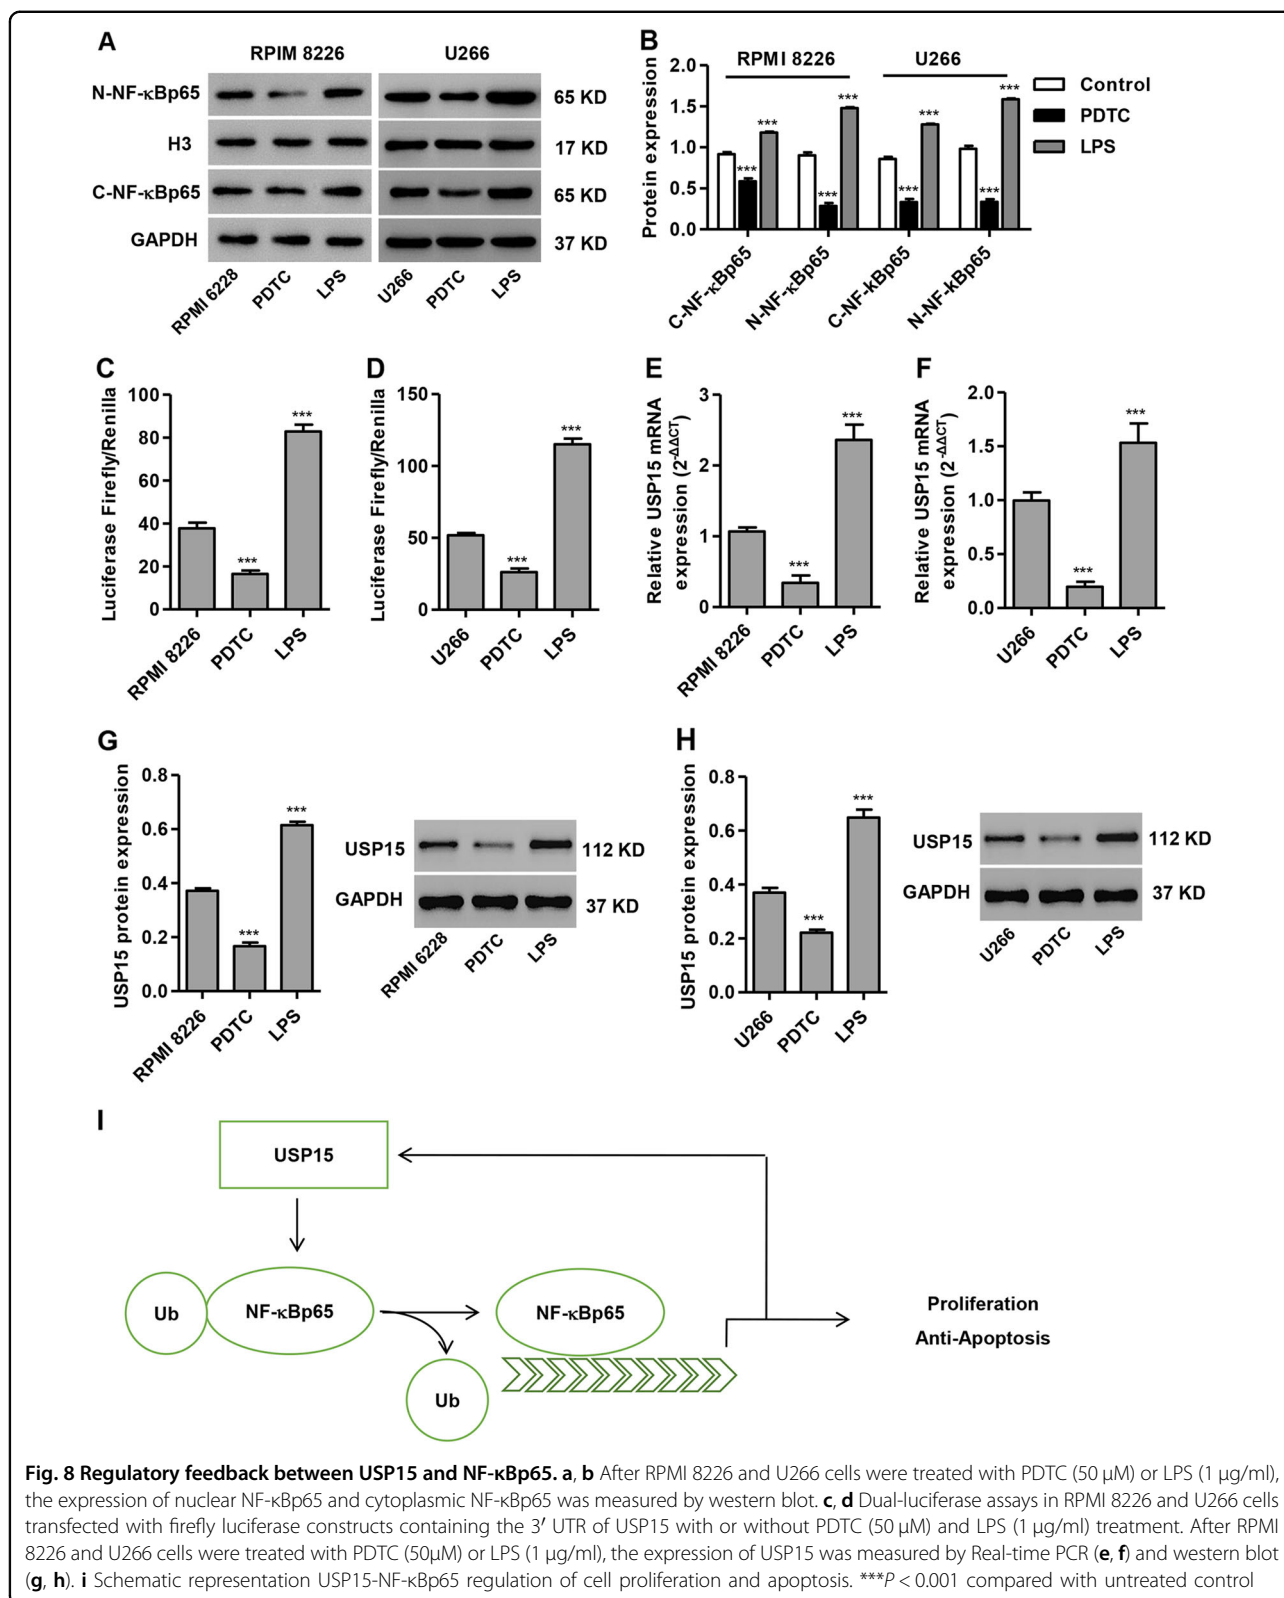 A
RPIM 8226
U266
N-NF-κBp65
65 KD
H3
17 KD
C-NF-κBp65
65 KD
GAPDH
37 KD
RPMI 6228
PDTC
LPS
U266
PDTC
LPS
B
RPMI 8226
U266
Protein expression
2.0
1.5
1.0
0.5
0.0
***
***
***
***
***
***
***
***
Control
PDTC
LPS
C-NF-κBp65
N-NF-κBp65
C-NF-kBp65
N-NF-kBp65
C
Luciferase Firefly/Renilla
100
80
60
40
20
0
***
***
RPMI 8226
PDTC
LPS
D
Luciferase Firefly/Renilla
150
100
50
0
***
***
U266
PDTC
LPS
E
Relative USP15 mRNA
expression (2-ΔΔCT)
3
2
1
0
***
***
RPMI 8226
PDTC
LPS
F
Relative USP15 mRNA
expression (2-ΔΔCT)
2.0
1.5
1.0
0.5
0.0
***
***
U266
PDTC
LPS
G
USP15 protein expression
0.8
0.6
0.4
0.2
0.0
***
***
RPMI 8226
PDTC
LPS
USP15
112 KD
GAPDH
37 KD
RPMI 6228
PDTC
LPS
H
USP15 protein expression
0.8
0.6
0.4
0.2
0.0
***
***
U266
PDTC
LPS
USP15
112 KD
GAPDH
37 KD
U266
PDTC
LPS
I
USP15
Ub
NF-κBp65
NF-κBp65
Ub
Proliferation
Anti-Apoptosis
Fig. 8 Regulatory feedback between USP15 and NF-κBp65. a, b After RPMI 8226 and U266 cells were treated with PDTC (50 μM) or LPS (1 μg/ml),
the expression of nuclear NF-κBp65 and cytoplasmic NF-κBp65 was measured by western blot. c, d Dual-luciferase assays in RPMI 8226 and U266 cells
transfected with firefly luciferase constructs containing the 3′ UTR of USP15 with or without PDTC (50 μM) and LPS (1 μg/ml) treatment. After RPMI
8226 and U266 cells were treated with PDTC (50μM) or LPS (1 μg/ml), the expression of USP15 was measured by Real-time PCR (e, f) and western blot
(g, h). i Schematic representation USP15-NF-κBp65 regulation of cell proliferation and apoptosis. ***P < 0.001 compared with untreated control